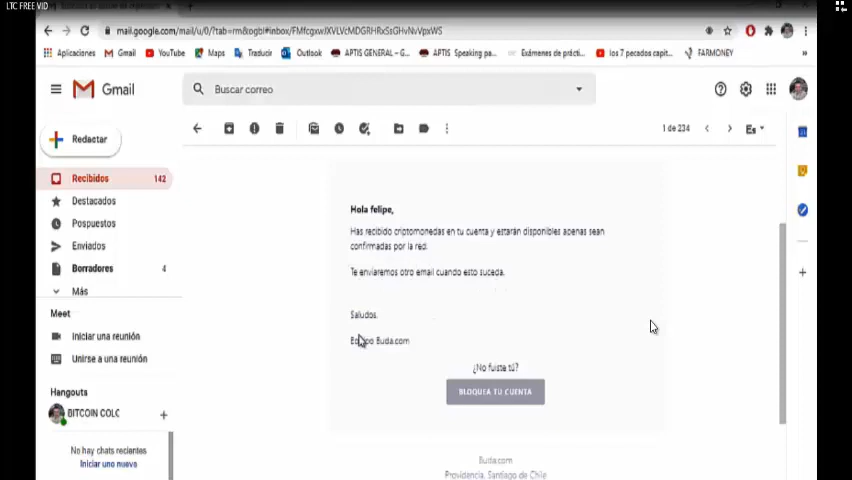 LTC FREE VID
mail.google.com/mail/u/0/?tab=rm&ogbl#inbox/FMfcgxwJXVLVcMDGRHRxSzGHvNvVpxWS
Aplicaciones Gmail YouTube Maps Traducir Outlook APTIS GENERAL – G... APTIS Speaking pa... Exámenes de prácti... los 7 pecados capit... FARMONEY »
Gmail
Buscar correo
Redactar
1 de 234
Es
Recibidos 142
Destacados
Pospuestos
Enviados
Borradores 4
Más
Meet
Iniciar una reunión
Unirse a una reunión
Hangouts
BITCOIN COLO
No hay chats recientes
Iniciar uno nuevo
Hola felipe,
Has recibido criptomonedas en tu cuenta y estarán disponibles apenas sean
confirmadas por la red.
Te enviaremos otro email cuando esto suceda.
Saludos,
Equipo Buda.com
¿No fuiste tú?
BLOQUEA TU CUENTA
Buda.com
Providencia, Santiago de Chile